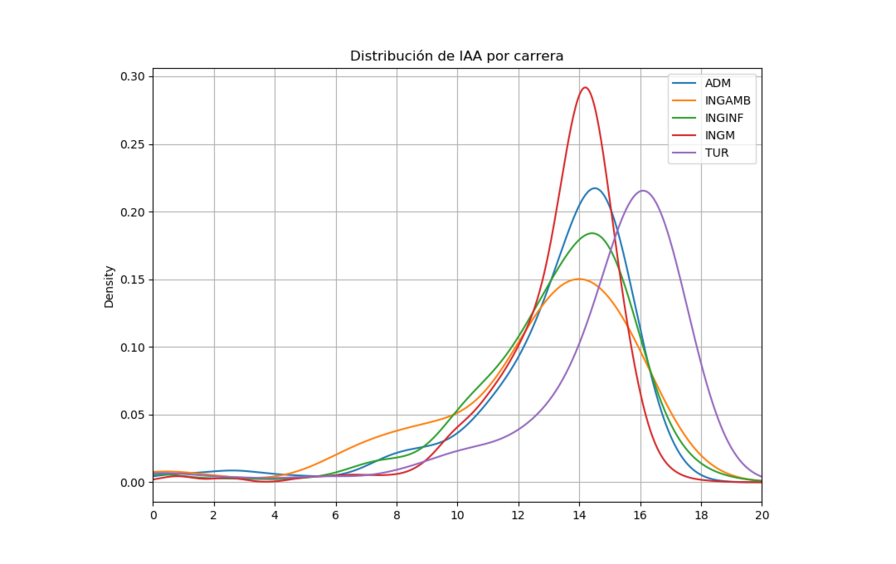 Distribución de IAA por carrera
ADM
INGAMB
INGINF
INGM
TUR
Density
0.30
0.25
0.20
0.15
0.10
0.05
0.00
0 2 4 6 8 10 12 14 16 18 20